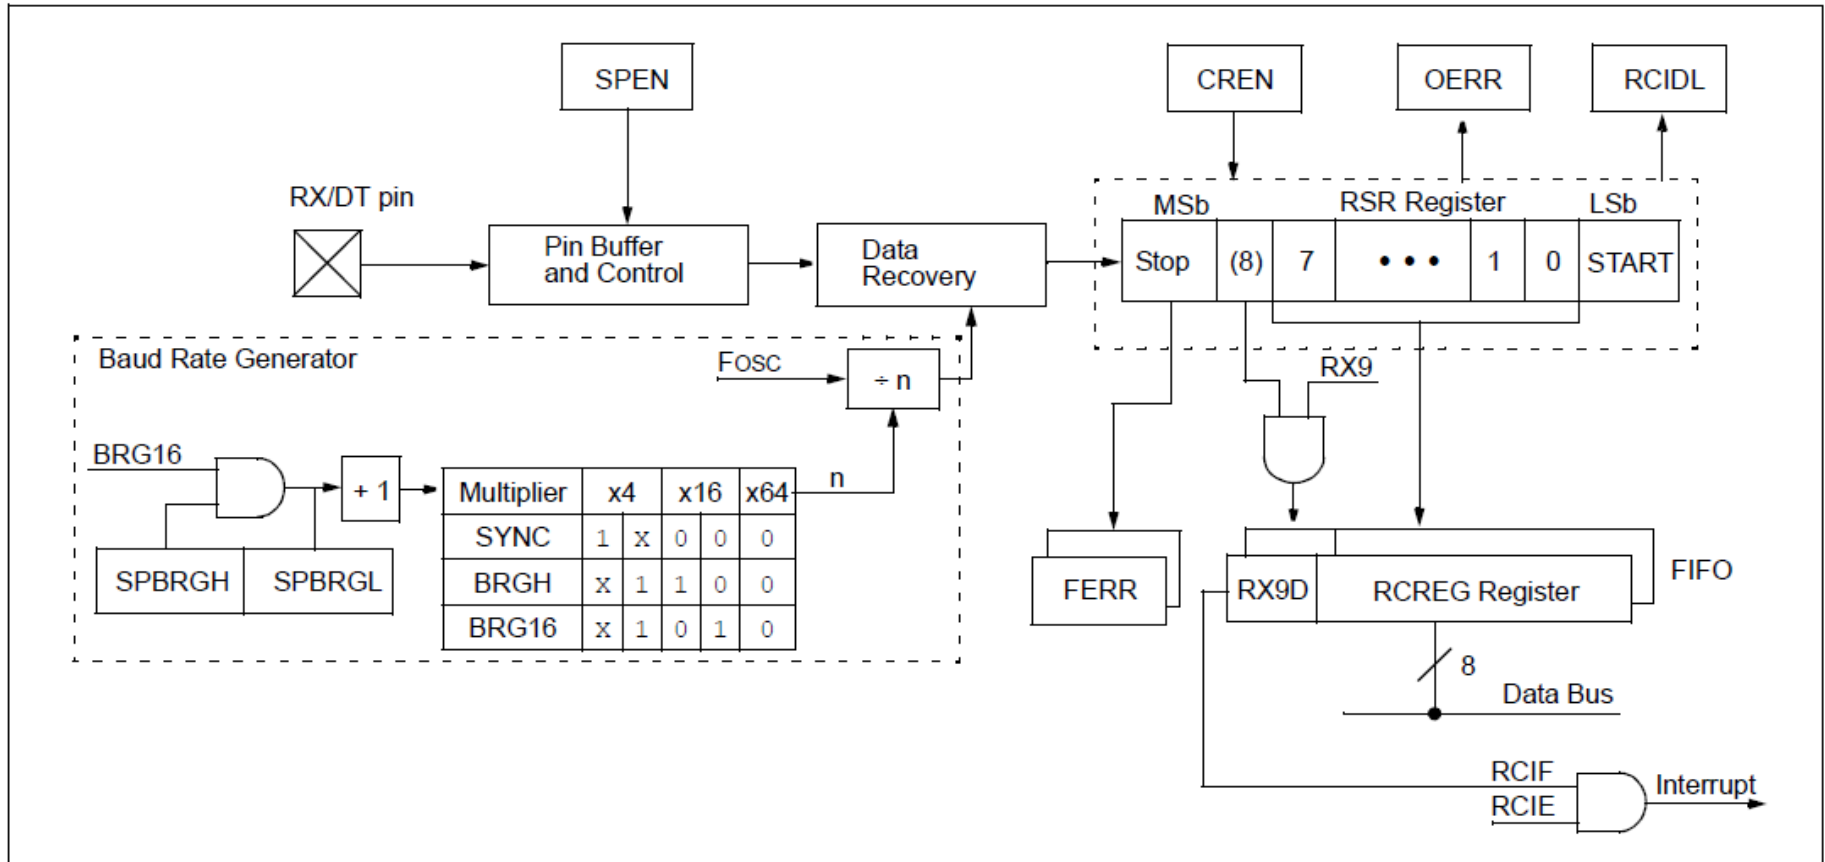 SPEN
CREN
OERR
RCIDL
RX/DT pin
MSb
RSR Register
LSb
Pin Buffer
and Control
Data
Recovery
Stop (8) 7 • • • 1 0 START
Baud Rate Generator
FOSC
÷ n
RX9
BRG16
+ 1
n
Multiplier x4 x16 x64
SYNC 1 X 0 0 0
BRGH X 1 1 0 0
BRG16 X 1 0 1 0
SPBRGH SPBRGL
FERR
RX9D RCREG Register
FIFO
8
Data Bus
RCIF
RCIE
Interrupt